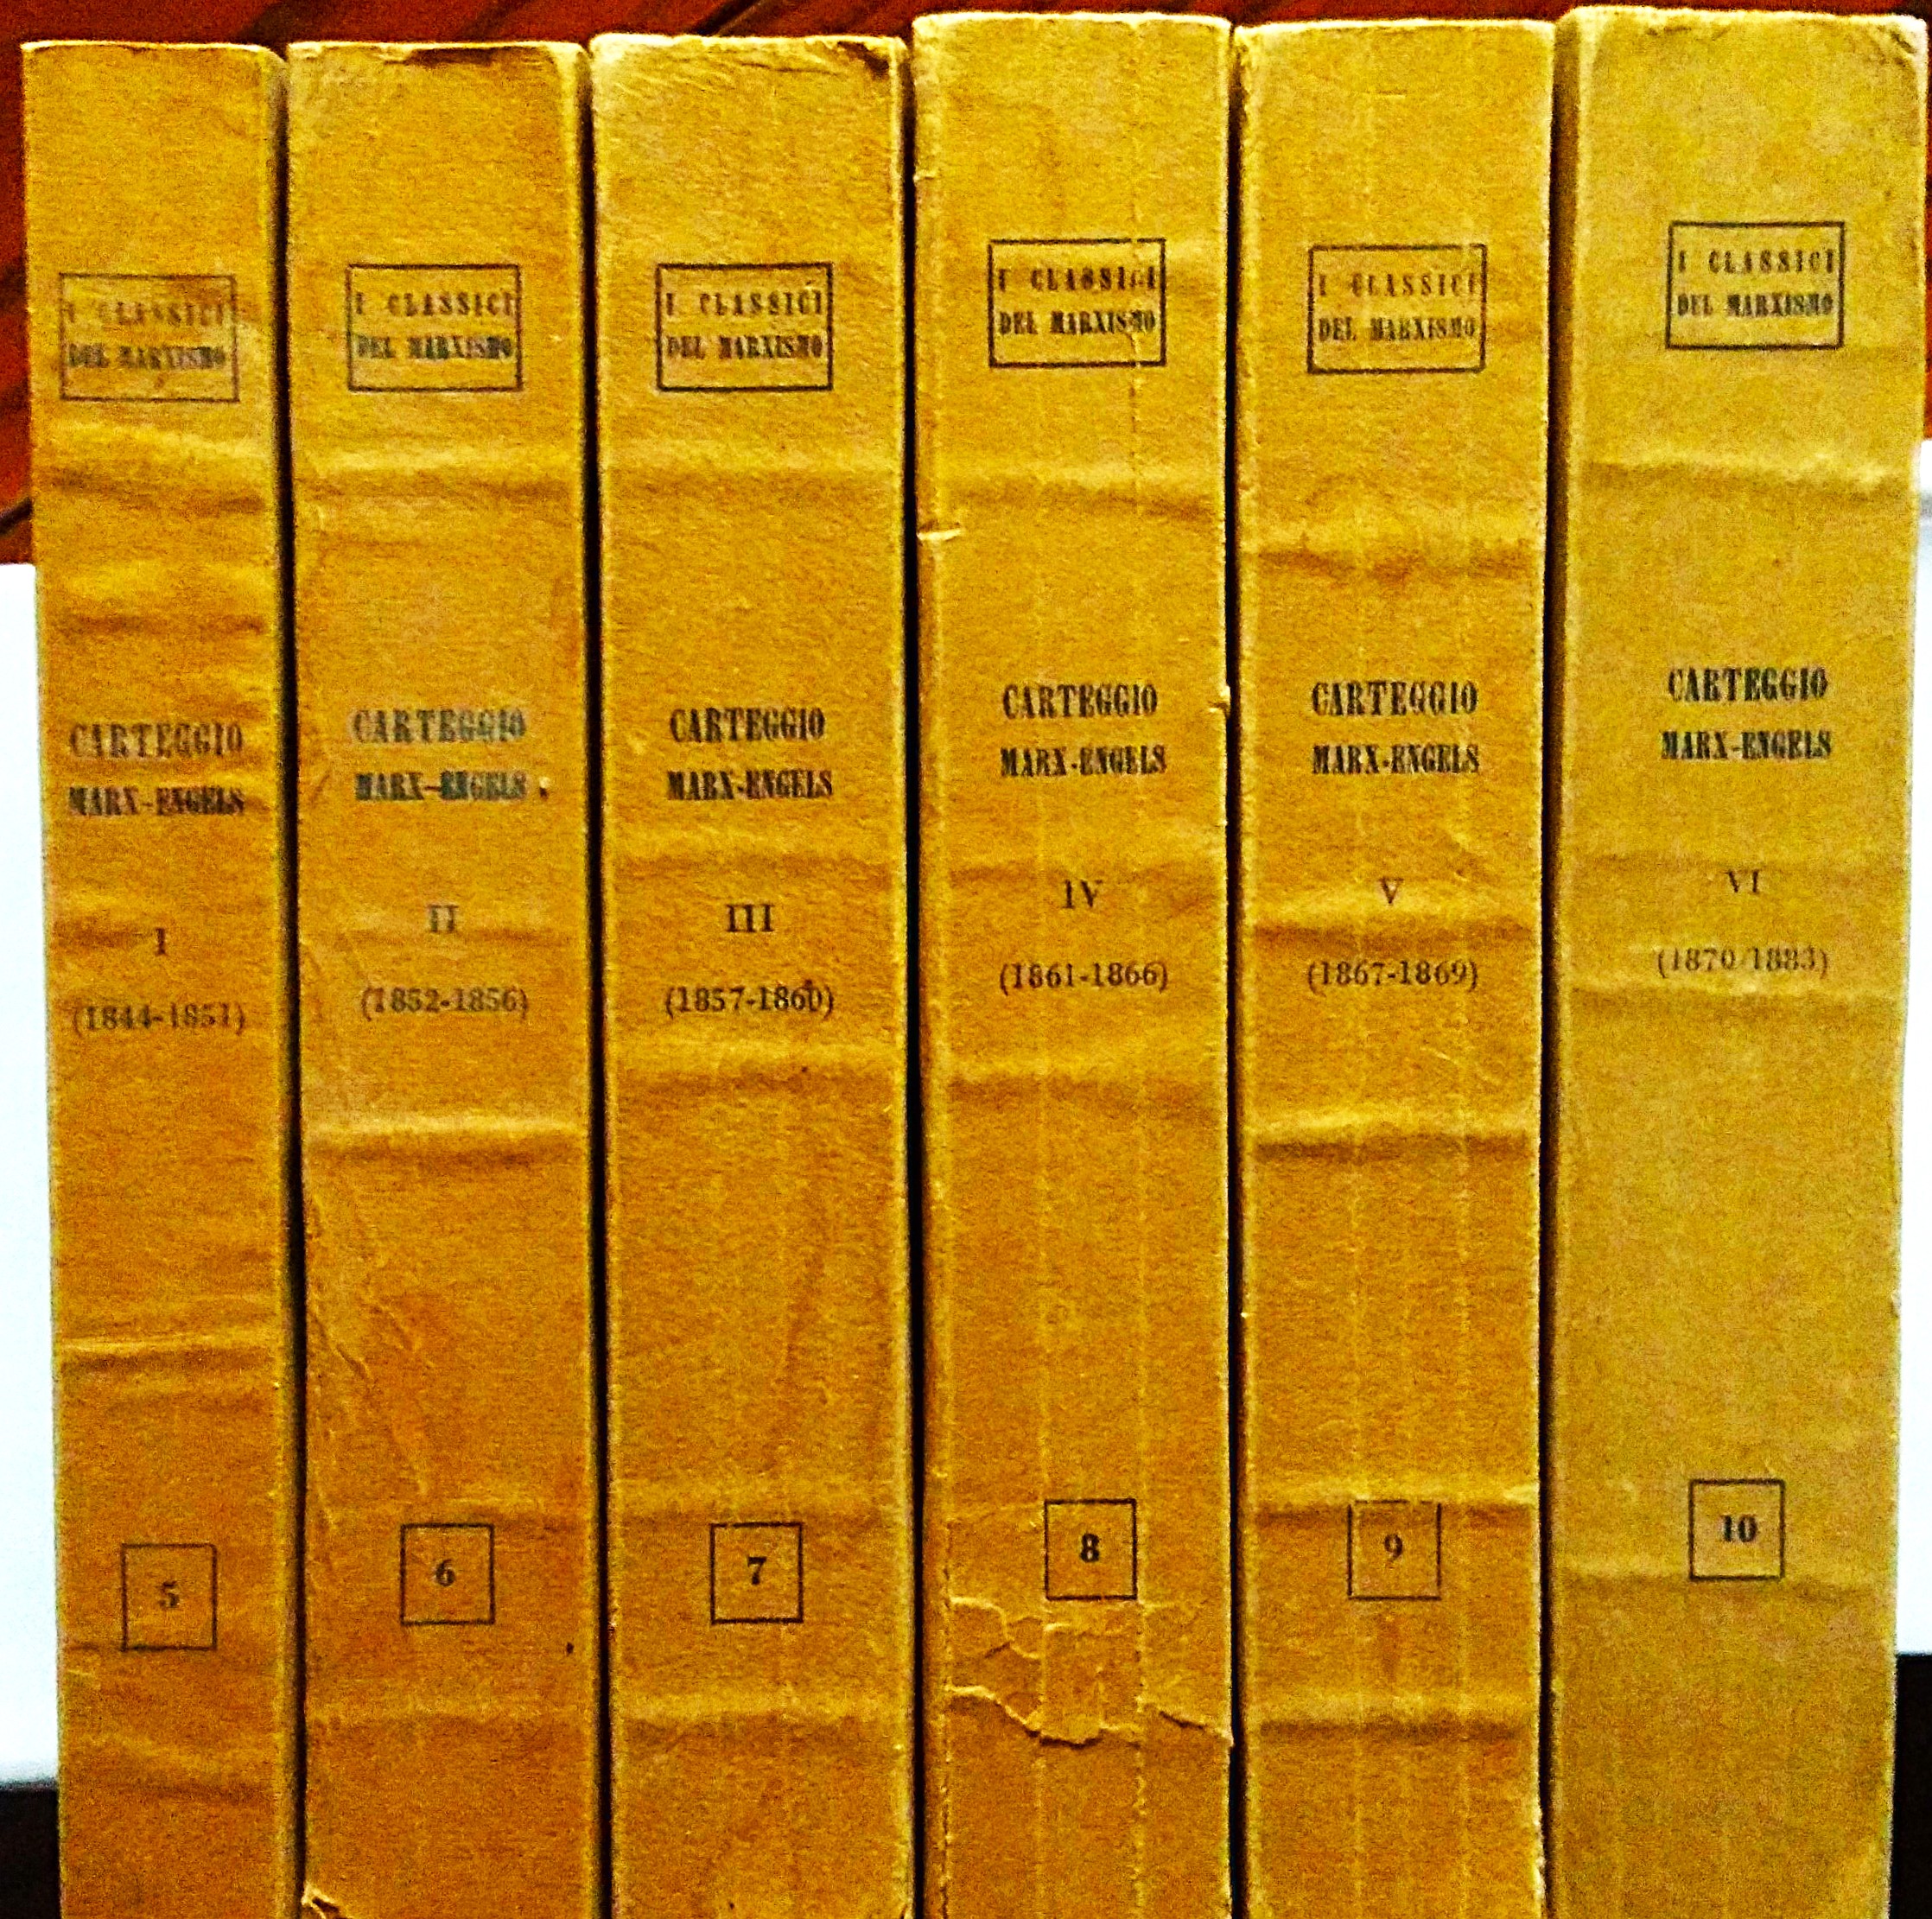 I CLASSICI
DEL MARXISMO
CARTEGGIO
MARX-ENGELS
I
(1844-1851)
5
I CLASSICI
DEL MARXISMO
CARTEGGIO
MARX-ENGELS
II
(1852-1856)
6
I CLASSICI
DEL MARXISMO
CARTEGGIO
MARX-ENGELS
III
(1857-1860)
7
I CLASSICI
DEL MARXISMO
CARTEGGIO
MARX-ENGELS
IV
(1861-1866)
8
I CLASSICI
DEL MARXISMO
CARTEGGIO
MARX-ENGELS
V
(1867-1869)
9
I CLASSICI
DEL MARXISMO
CARTEGGIO
MARX-ENGELS
VI
(1870/1883)
10